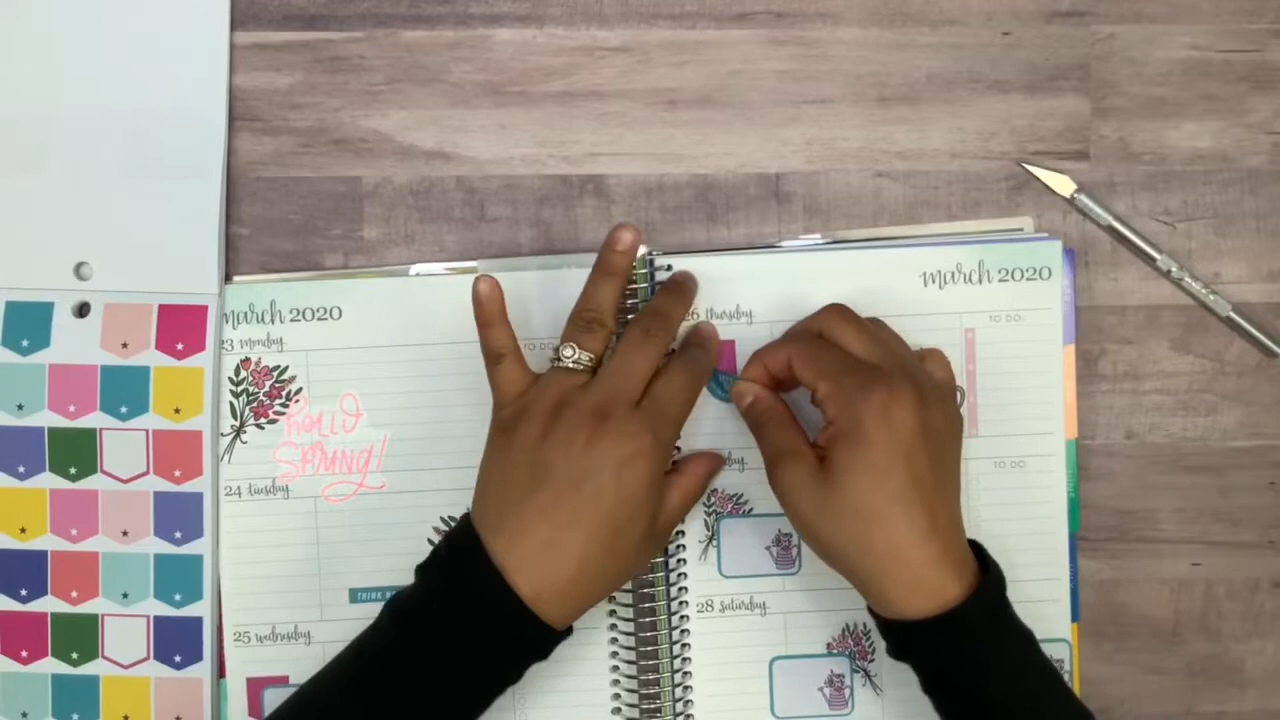 march 2020
march 2020
23 monday
TO DO
hello
spring!
24 tuesday
THINK
25 wednesday
26 thursday
TO DO
TO DO
28 saturday